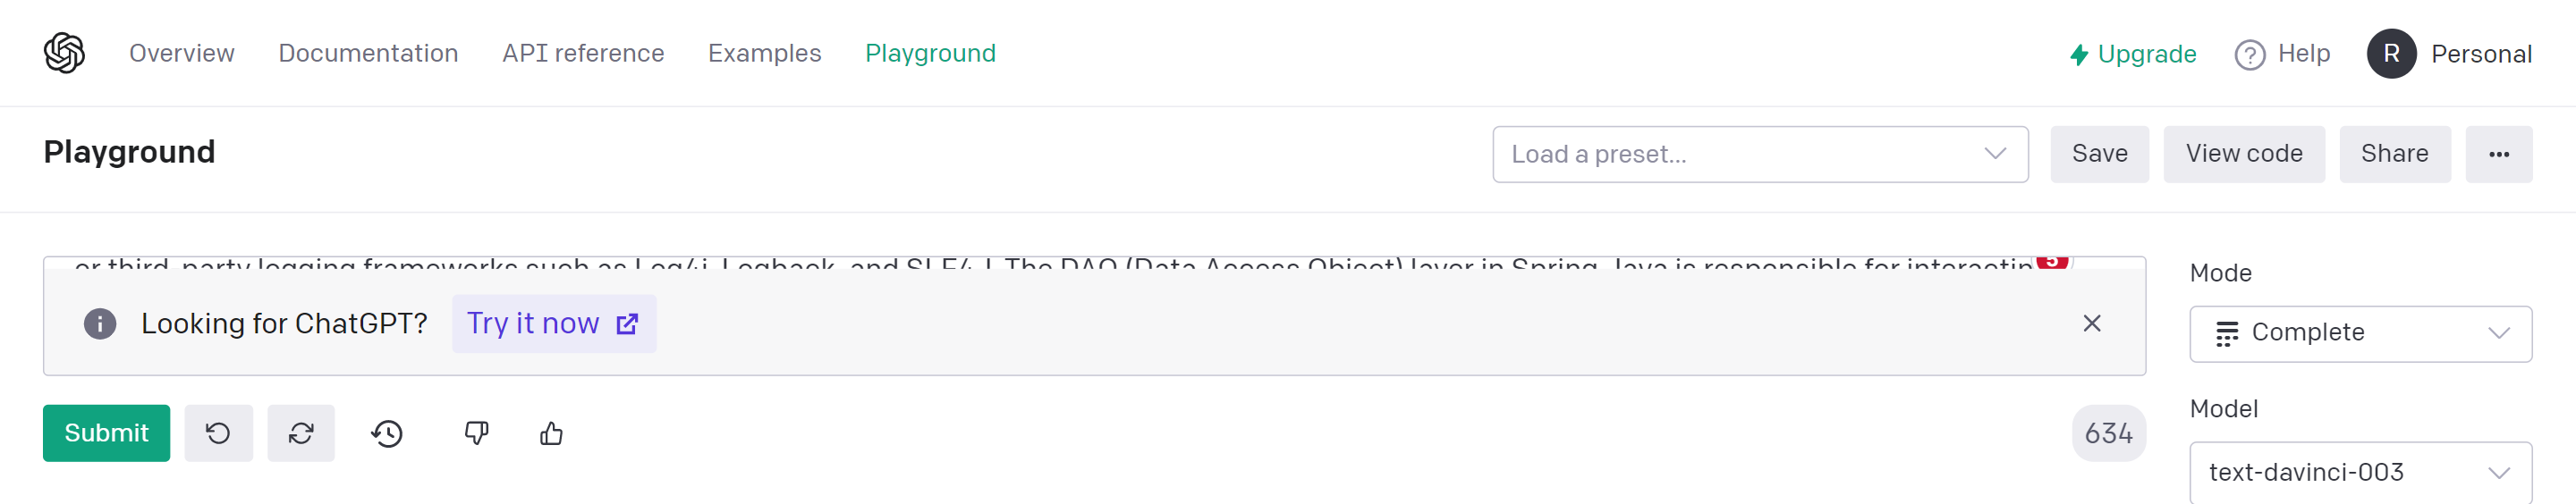 Overview Documentation API reference Examples Playground Upgrade Help R Personal
Playground Load a preset... Save View code Share ...
or third-party logging frameworks such as Log4j, Logback, and SLF4J. The DAO (Data Access Object) layer in Spring Java is responsible for interactin 5
Looking for ChatGPT? Try it now
Mode
Complete
Submit 634
Model
text-davinci-003